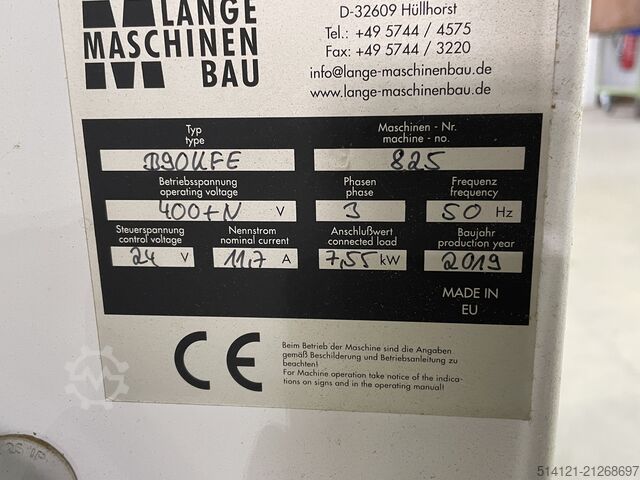 LANGE
MASCHINEN
BAU
D-32609 Hüllhorst
Tel.: +49 5744 / 4575
Fax: +49 5744 / 3220
info@lange-maschinenbau.de
www.lange-maschinenbau.de
Typ
type
B90KFE
Maschinen - Nr.
machine - no.
825
Betriebsspannung
operating voltage
400+N V
Phasen
phase
3
Frequenz
frequency
50 Hz
Steuerspannung
control voltage
24 V
Nennstrom
nominal current
11,7 A
Anschlußwert
connected load
7,55 kW
Baujahr
production year
2019
MADE IN
EU
CE
Beim Betrieb der Maschine sind die Angaben
gemäß Beschilderung und Betriebsanleitung zu
beachten!
For Machine operation take notice of the indica-
tions on signs and in the operating manual!
514121-21268697